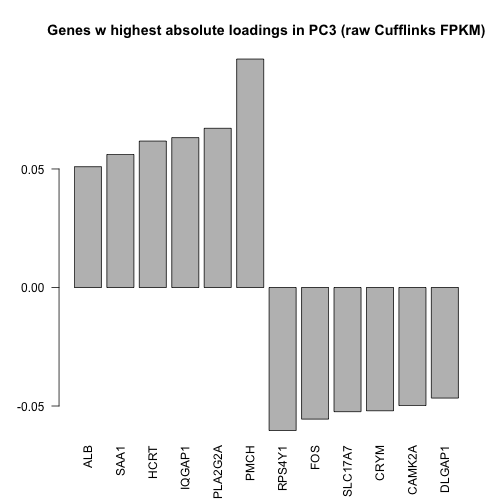 Genes w highest absolute loadings in PC3 (raw Cufflinks FPKM)
0.05
0.00
-0.05
ALB
SAA1
HCRT
IQGAP1
PLA2G2A
PMCH
RPS4Y1
FOS
SLC17A7
CRYM
CAMK2A
DLGAP1